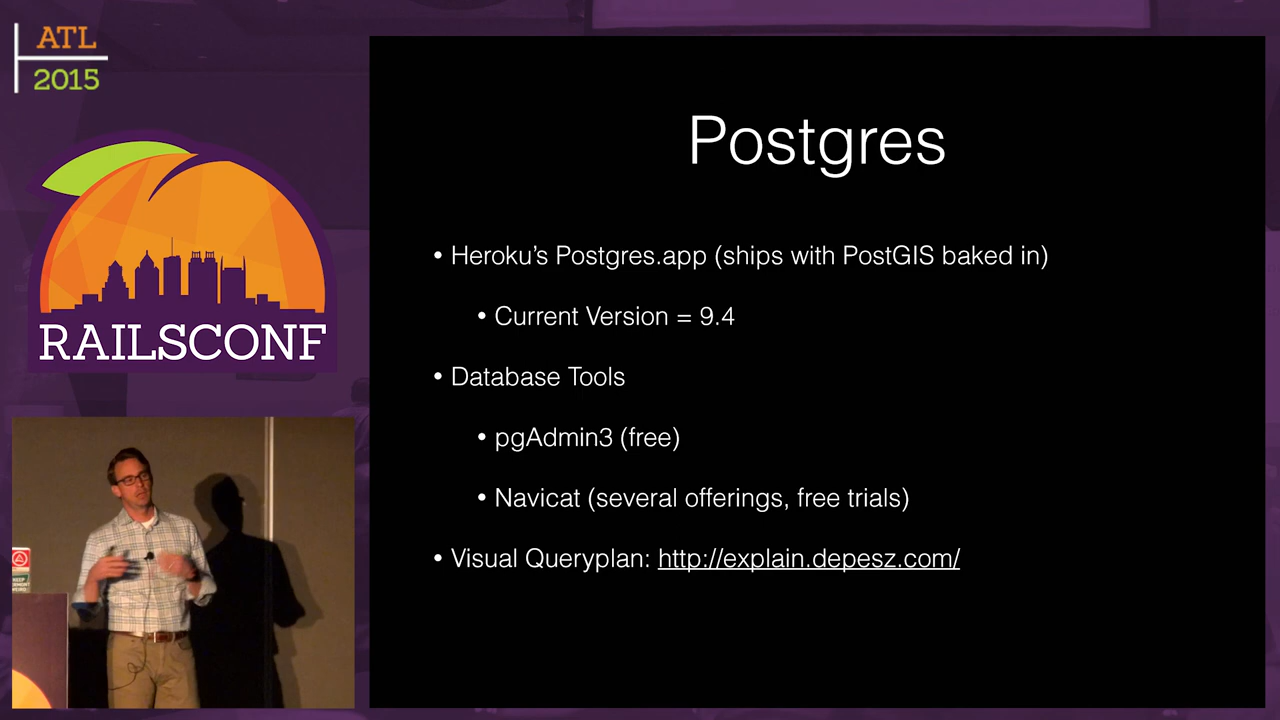 ATL
2015
RAILSCONF
Postgres
• Heroku's Postgres.app (ships with PostGIS baked in)
• Current Version = 9.4
• Database Tools
• pgAdmin3 (free)
• Navicat (several offerings, free trials)
• Visual Queryplan: http://explain.depesz.com/